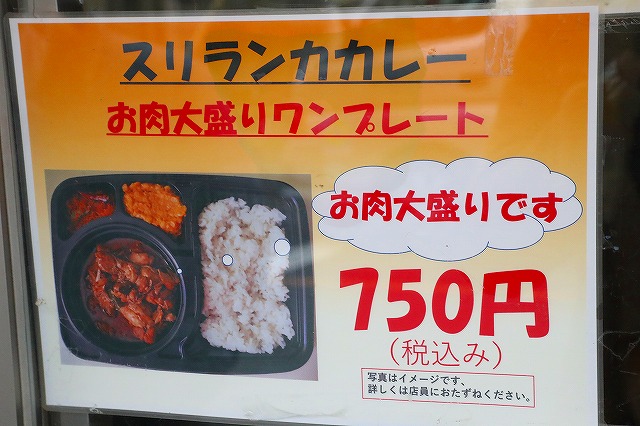 スリランカカレー
お肉大盛りワンプレート
お肉大盛りです
750円
(税込み)
写真はイメージです、
詳しくは店員におたずねください。